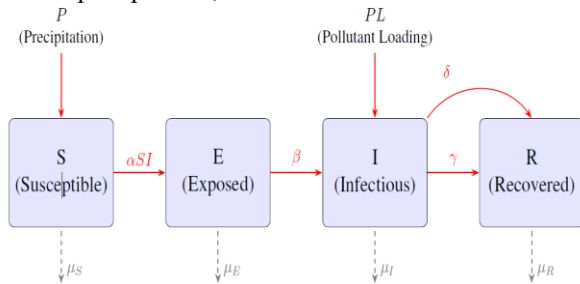 P
(Precipitation)
PL
(Pollutant Loading)
δ
S
(Susceptible)
αSI
E
(Exposed)
β
I
(Infectious)
γ
R
(Recovered)
μS
μE
μI
μR